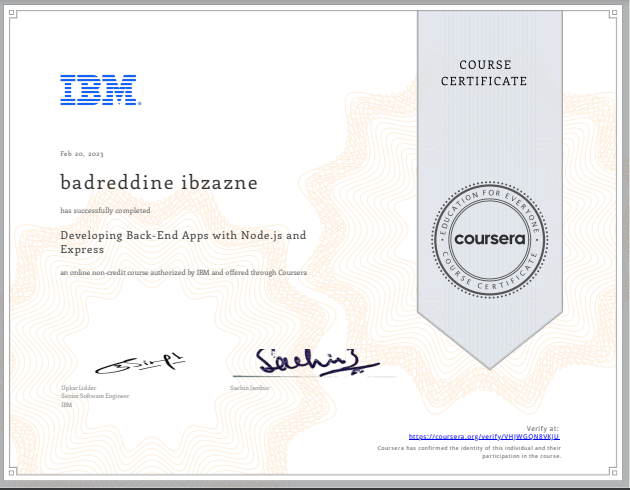 COURSE
CERTIFICATE
IBM
Feb 20, 2023
badreddine ibzazne
has successfully completed
Developing Back-End Apps with Node.js and
Express
an online non-credit course authorized by IBM and offered through Coursera
EDUCATION FOR EVERYONE
coursera
COURSE CERTIFICATE
Upkar Lidder
Senior Software Engineer
IBM
Sachin
Sachin Jambur
Verify at:
https://coursera.org/verify/VHJWGQN8VKJU
Coursera has confirmed the identity of this individual and their
participation in the course.